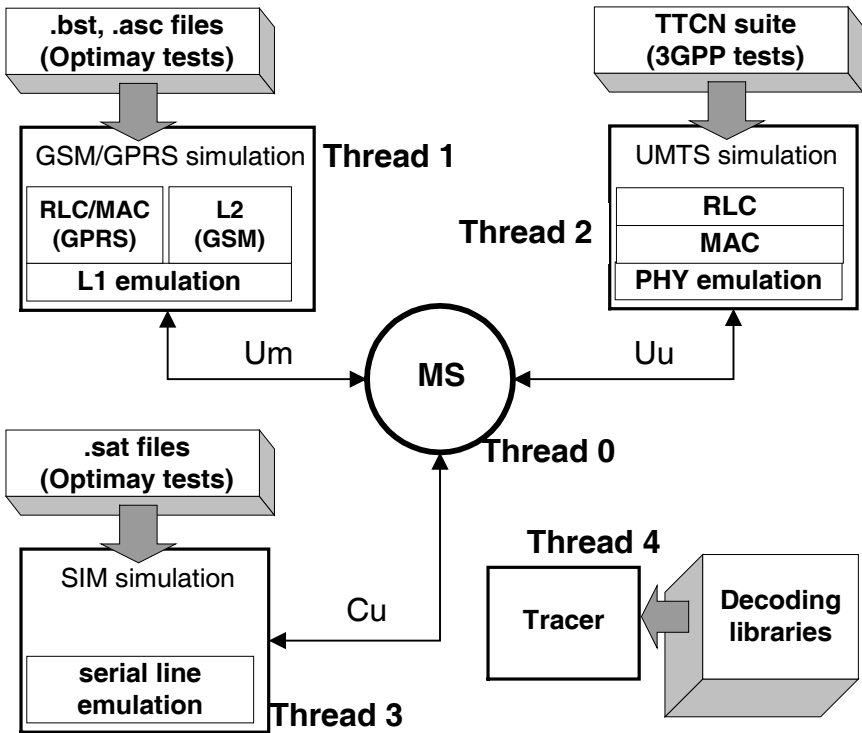 .bst, .asc files
(Optimay tests)
TTCN suite
(3GPP tests)
GSM/GPRS simulation
Thread 1
RLC/MAC
(GPRS)
L2
(GSM)
L1 emulation
UMTS simulation
Thread 2
RLC
MAC
PHY emulation
Um
MS
Uu
Thread 0
.sat files
(Optimay tests)
SIM simulation
serial line
emulation
Thread 3
Cu
Thread 4
Tracer
Decoding
libraries